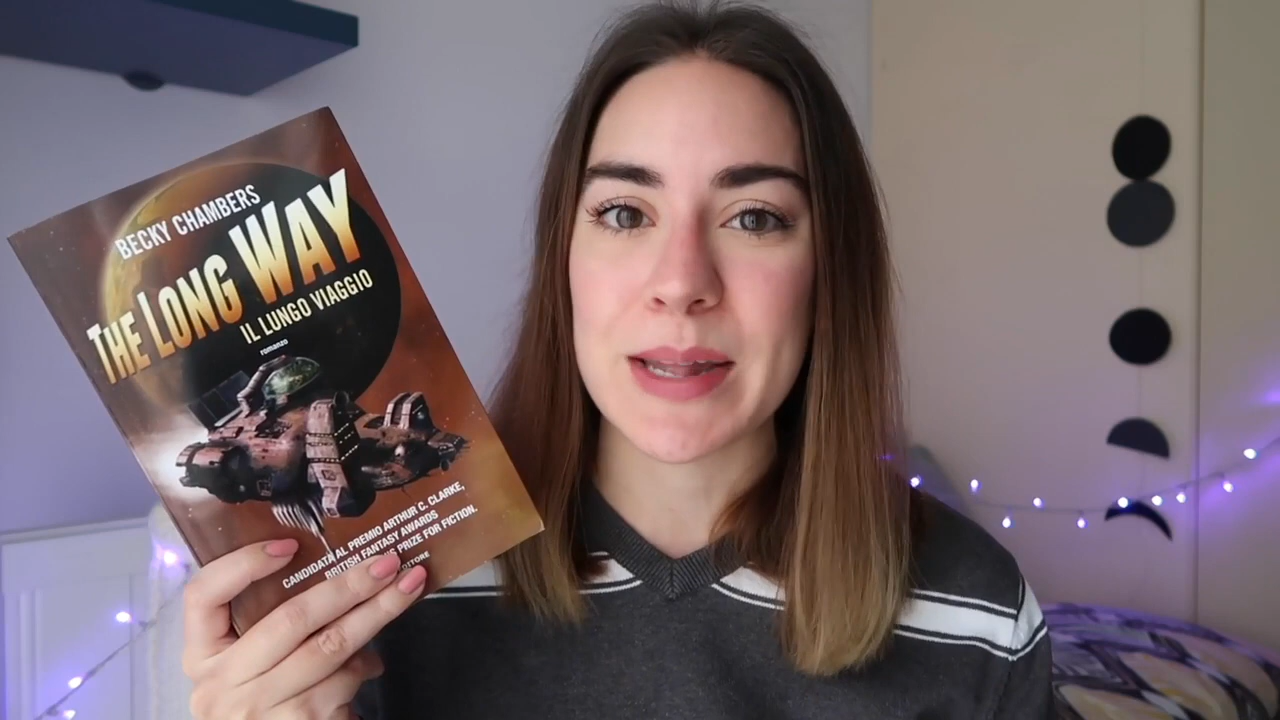 BECKY CHAMBERS
THE LONG WAY
IL LUNGO VIAGGIO
romanzo
CANDIDATA AL PREMIO ARTHUR C. CLARKE,
BRITISH FANTASY AWARDS
PRIZE FOR FICTION.